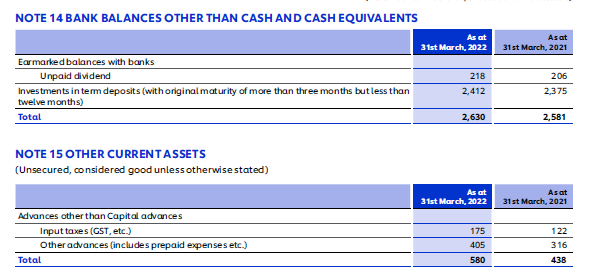 NOTE 14 BANK BALANCES OTHER THAN CASH AND CASH EQUIVALENTS
As at 31st March, 2022 As at 31st March, 2021
Earmarked balances with banks
Unpaid dividend 218 206
Investments in term deposits (with original maturity of more than three months but less than
twelve months) 2,412 2,375
Total 2,630 2,581
NOTE 15 OTHER CURRENT ASSETS
(Unsecured, considered good unless otherwise stated)
As at 31st March, 2022 As at 31st March, 2021
Advances other than Capital advances
Input taxes (GST, etc.) 175 122
Other advances (includes prepaid expenses etc.) 405 316
Total 580 438